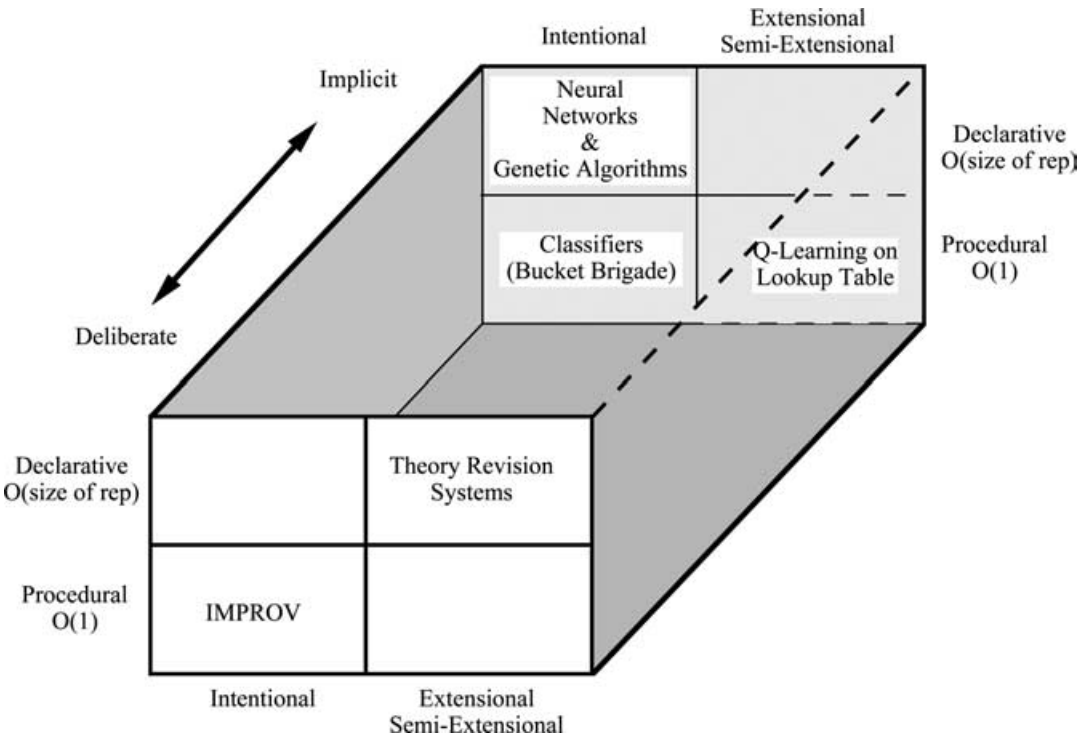 Intentional
Extensional
Semi-Extensional
Implicit
Neural
Networks
&
Genetic Algorithms
Declarative
O(size of rep)
Classifiers
(Bucket Brigade)
Q-Learning on
Lookup Table
Procedural
O(1)
Deliberate
Declarative
O(size of rep)
Theory Revision
Systems
Procedural
O(1)
IMPROV
Intentional
Extensional
Semi-Extensional